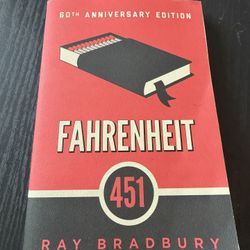 60TH ANNIVERSARY EDITION
FAHRENHEIT
451
RAY BRADBURY